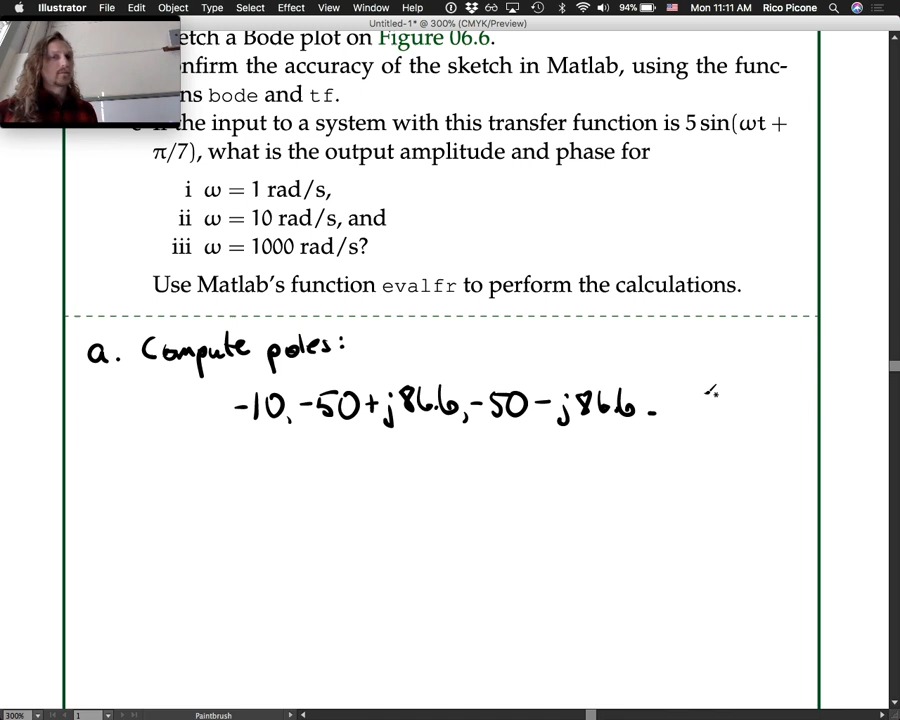 Illustrator File Edit Object Type Select Effect View Window Help 94% Mon 11:11 AM Rico Picone
Untitled-1* @ 300% (CMYK/Preview)
etch a Bode plot on Figure 06.6.
nfirm the accuracy of the sketch in Matlab, using the func-
ns bode and tf.
the input to a system with this transfer function is 5 sin(ωt +
π/7), what is the output amplitude and phase for
i ω = 1 rad/s,
ii ω = 10 rad/s, and
iii ω = 1000 rad/s?
Use Matlab's function evalfr to perform the calculations.
a. Compute poles:
-10, -50 + j86.6, -50 - j86.6.
300% 1 Paintbrush